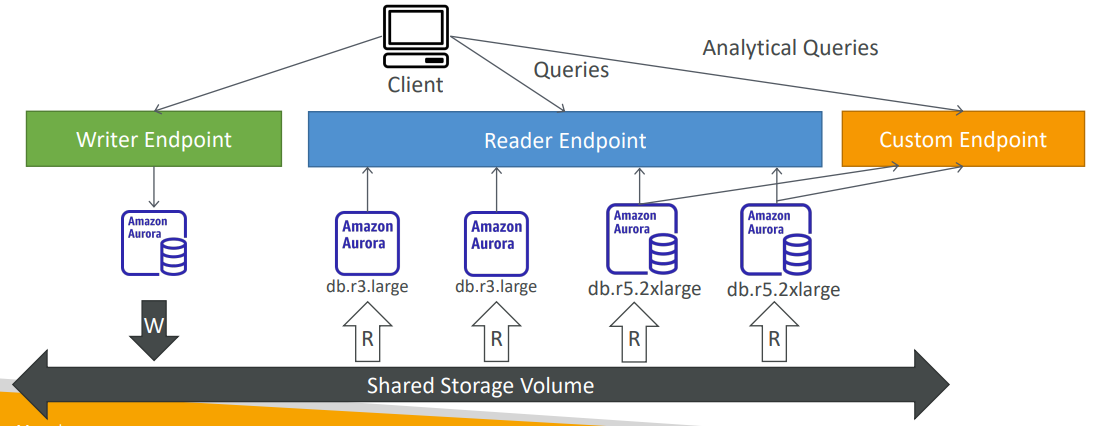 Analytical Queries
Queries
Client
Writer Endpoint
Reader Endpoint
Custom Endpoint
Amazon
Aurora
Amazon
Aurora
Amazon
Aurora
Amazon
Aurora
Amazon
Aurora
db.r3.large
db.r3.large
db.r5.2xlarge
db.r5.2xlarge
W
R
R
R
R
Shared Storage Volume